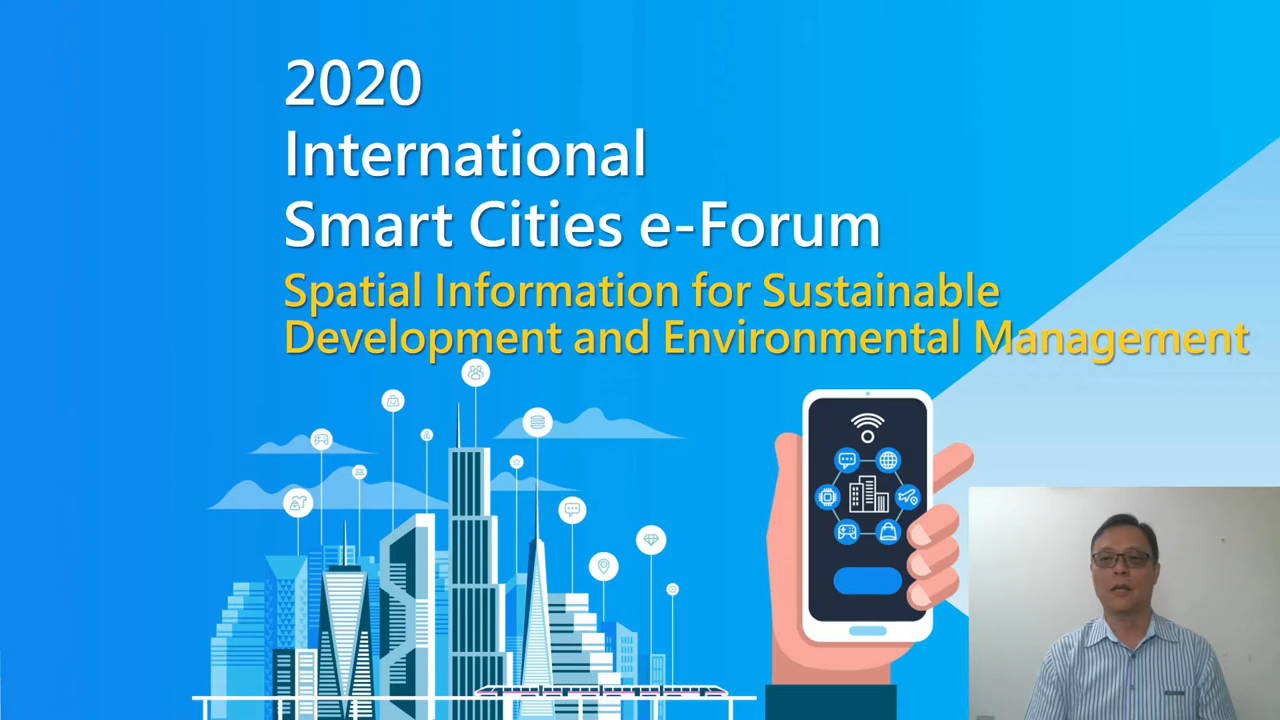 2020
International
Smart Cities e-Forum
Spatial Information for Sustainable
Development and Environmental Management